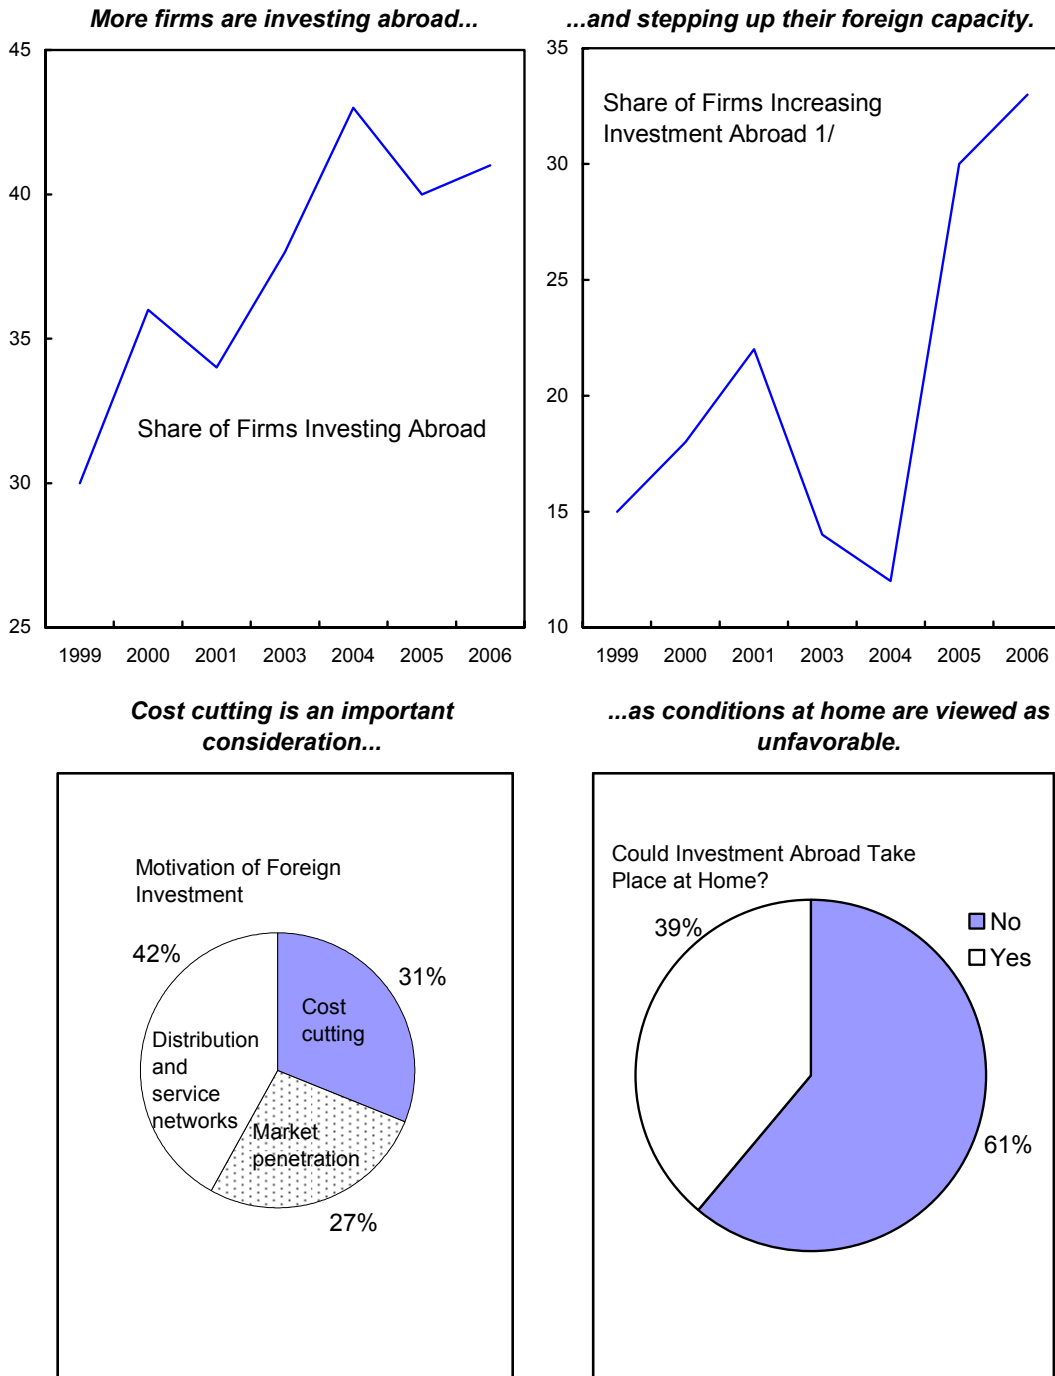 More firms are investing abroad...
45
40
35
30
25
Share of Firms Investing Abroad
1999 2000 2001 2003 2004 2005 2006
...and stepping up their foreign capacity.
35
30
25
20
15
10
Share of Firms Increasing
Investment Abroad 1/
1999 2000 2001 2003 2004 2005 2006
Cost cutting is an important
consideration...
Motivation of Foreign
Investment
42%
31%
Cost
cutting
Distribution
and
service
networks
Market
penetration
27%
...as conditions at home are viewed as
unfavorable.
Could Investment Abroad Take
Place at Home?
39%
No
Yes
61%